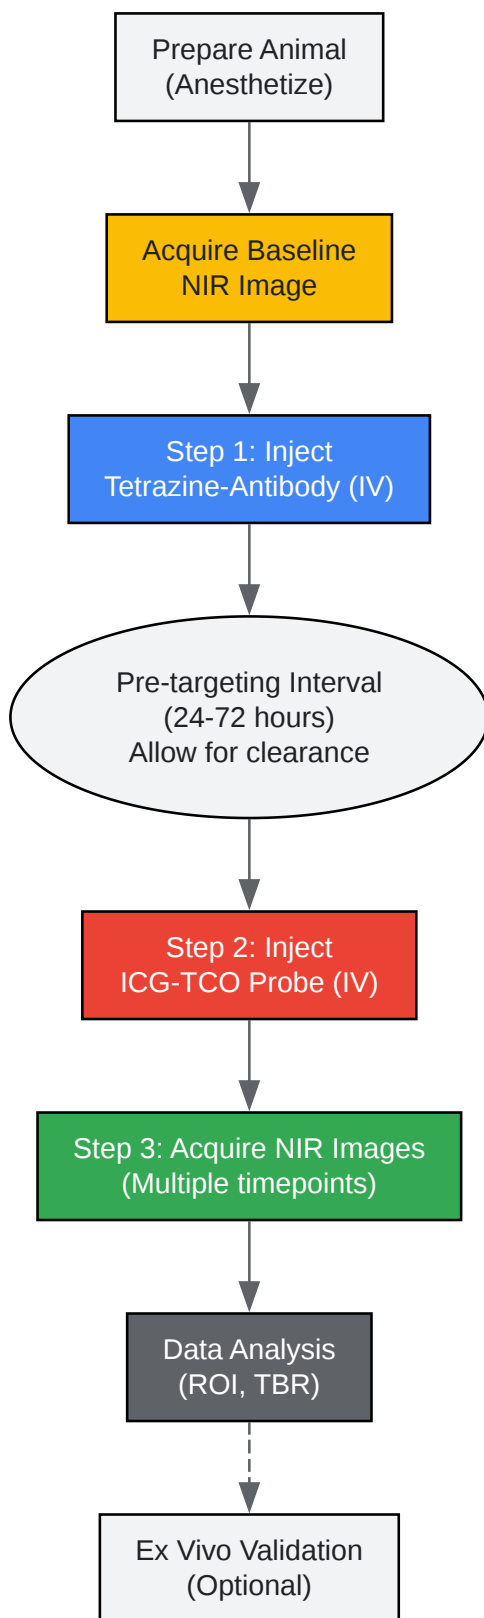 Prepare Animal
(Anesthetize)
Acquire Baseline
NIR Image
Step 1: Inject
Tetrazine-Antibody (IV)
Pre-targeting Interval
(24-72 hours)
Allow for clearance
Step 2: Inject
ICG-TCO Probe (IV)
Step 3: Acquire NIR Images
(Multiple timepoints)
Data Analysis
(ROI, TBR)
Ex Vivo Validation
(Optional)